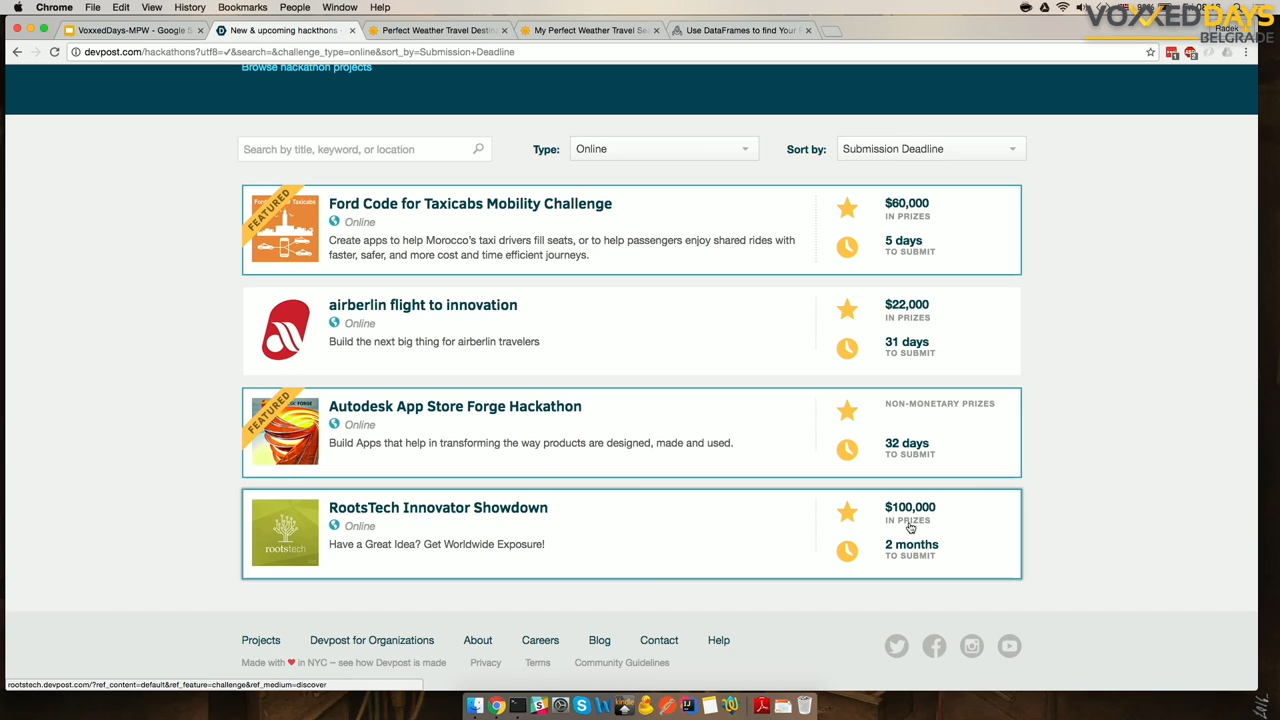 Chrome File Edit View History Bookmarks People Window Help
VOXXEDDAYS
BELGRADE
VoxxedDays-MPW - Google S
New & upcoming hackthons
Perfect Weather Travel Destina
My Perfect Weather Travel Se
Use DataFrames to find Your
Radek
devpost.com/hackathons?utf8=✓&search=&challenge_type=online&sort_by=Submission+Deadline
Browse hackathon projects
Search by title, keyword, or location
Type: Online
Sort by: Submission Deadline
FEATURED
Ford Code for Taxicabs Mobility Challenge
Online
Create apps to help Morocco's taxi drivers fill seats, or to help passengers enjoy shared rides with
faster, safer, and more cost and time efficient journeys.
$60,000
IN PRIZES
5 days
TO SUBMIT
airberlin flight to innovation
Online
Build the next big thing for airberlin travelers
$22,000
IN PRIZES
31 days
TO SUBMIT
FEATURED
Autodesk App Store Forge Hackathon
Online
Build Apps that help in transforming the way products are designed, made and used.
NON-MONETARY PRIZES
32 days
TO SUBMIT
rootstech
RootsTech Innovator Showdown
Online
Have a Great Idea? Get Worldwide Exposure!
$100,000
IN PRIZES
2 months
TO SUBMIT
Projects Devpost for Organizations About Careers Blog Contact Help
Made with ♥ in NYC – see how Devpost is made Privacy Terms Community Guidelines
rootstech.devpost.com/?ref_content=default&ref_feature=challenge&ref_medium=discover
kindle